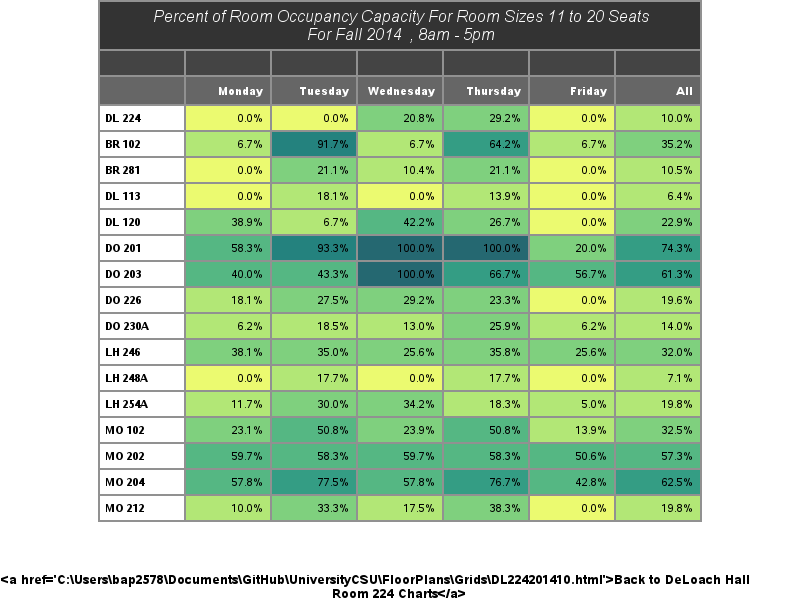 Percent of Room Occupancy Capacity For Room Sizes 11 to 20 Seats
For Fall 2014 , 8am - 5pm
Monday Tuesday Wednesday Thursday Friday All
DL 224 0.0% 0.0% 20.8% 29.2% 0.0% 10.0%
BR 102 6.7% 91.7% 6.7% 64.2% 6.7% 35.2%
BR 281 0.0% 21.1% 10.4% 21.1% 0.0% 10.5%
DL 113 0.0% 18.1% 0.0% 13.9% 0.0% 6.4%
DL 120 38.9% 6.7% 42.2% 26.7% 0.0% 22.9%
DO 201 58.3% 93.3% 100.0% 100.0% 20.0% 74.3%
DO 203 40.0% 43.3% 100.0% 66.7% 56.7% 61.3%
DO 226 18.1% 27.5% 29.2% 23.3% 0.0% 19.6%
DO 230A 6.2% 18.5% 13.0% 25.9% 6.2% 14.0%
LH 246 38.1% 35.0% 25.6% 35.8% 25.6% 32.0%
LH 248A 0.0% 17.7% 0.0% 17.7% 0.0% 7.1%
LH 254A 11.7% 30.0% 34.2% 18.3% 5.0% 19.8%
MO 102 23.1% 50.8% 23.9% 50.8% 13.9% 32.5%
MO 202 59.7% 58.3% 59.7% 58.3% 50.6% 57.3%
MO 204 57.8% 77.5% 57.8% 76.7% 42.8% 62.5%
MO 212 10.0% 33.3% 17.5% 38.3% 0.0% 19.8%
<a href='C:\Users\bap2578\Documents\GitHub\UniversityCSU\FloorPlans\Grids\DL224201410.html'>Back to DeLoach Hall
Room 224 Charts</a>